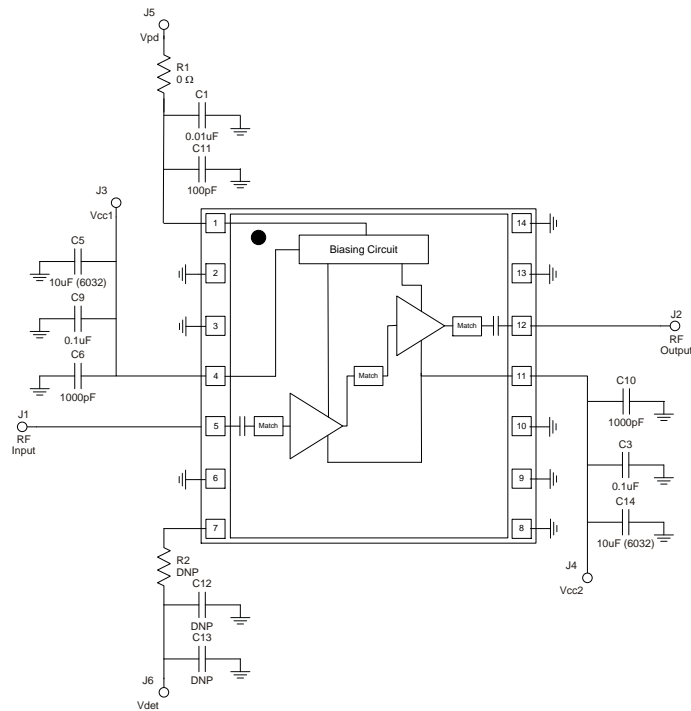 J5
Vpd
R1
0 Ω
C1
0.01uF
C11
100pF
J3
Vcc1
C5
10uF (6032)
C9
0.1uF
C6
1000pF
J1
RF
Input
1
2
3
4
5
6
7
Biasing Circuit
Match
Match
Match
14
13
12
11
10
9
8
J2
RF
Output
C10
1000pF
C3
0.1uF
C14
10uF (6032)
J4
Vcc2
R2
DNP
C12
DNP
C13
DNP
J6
Vdet